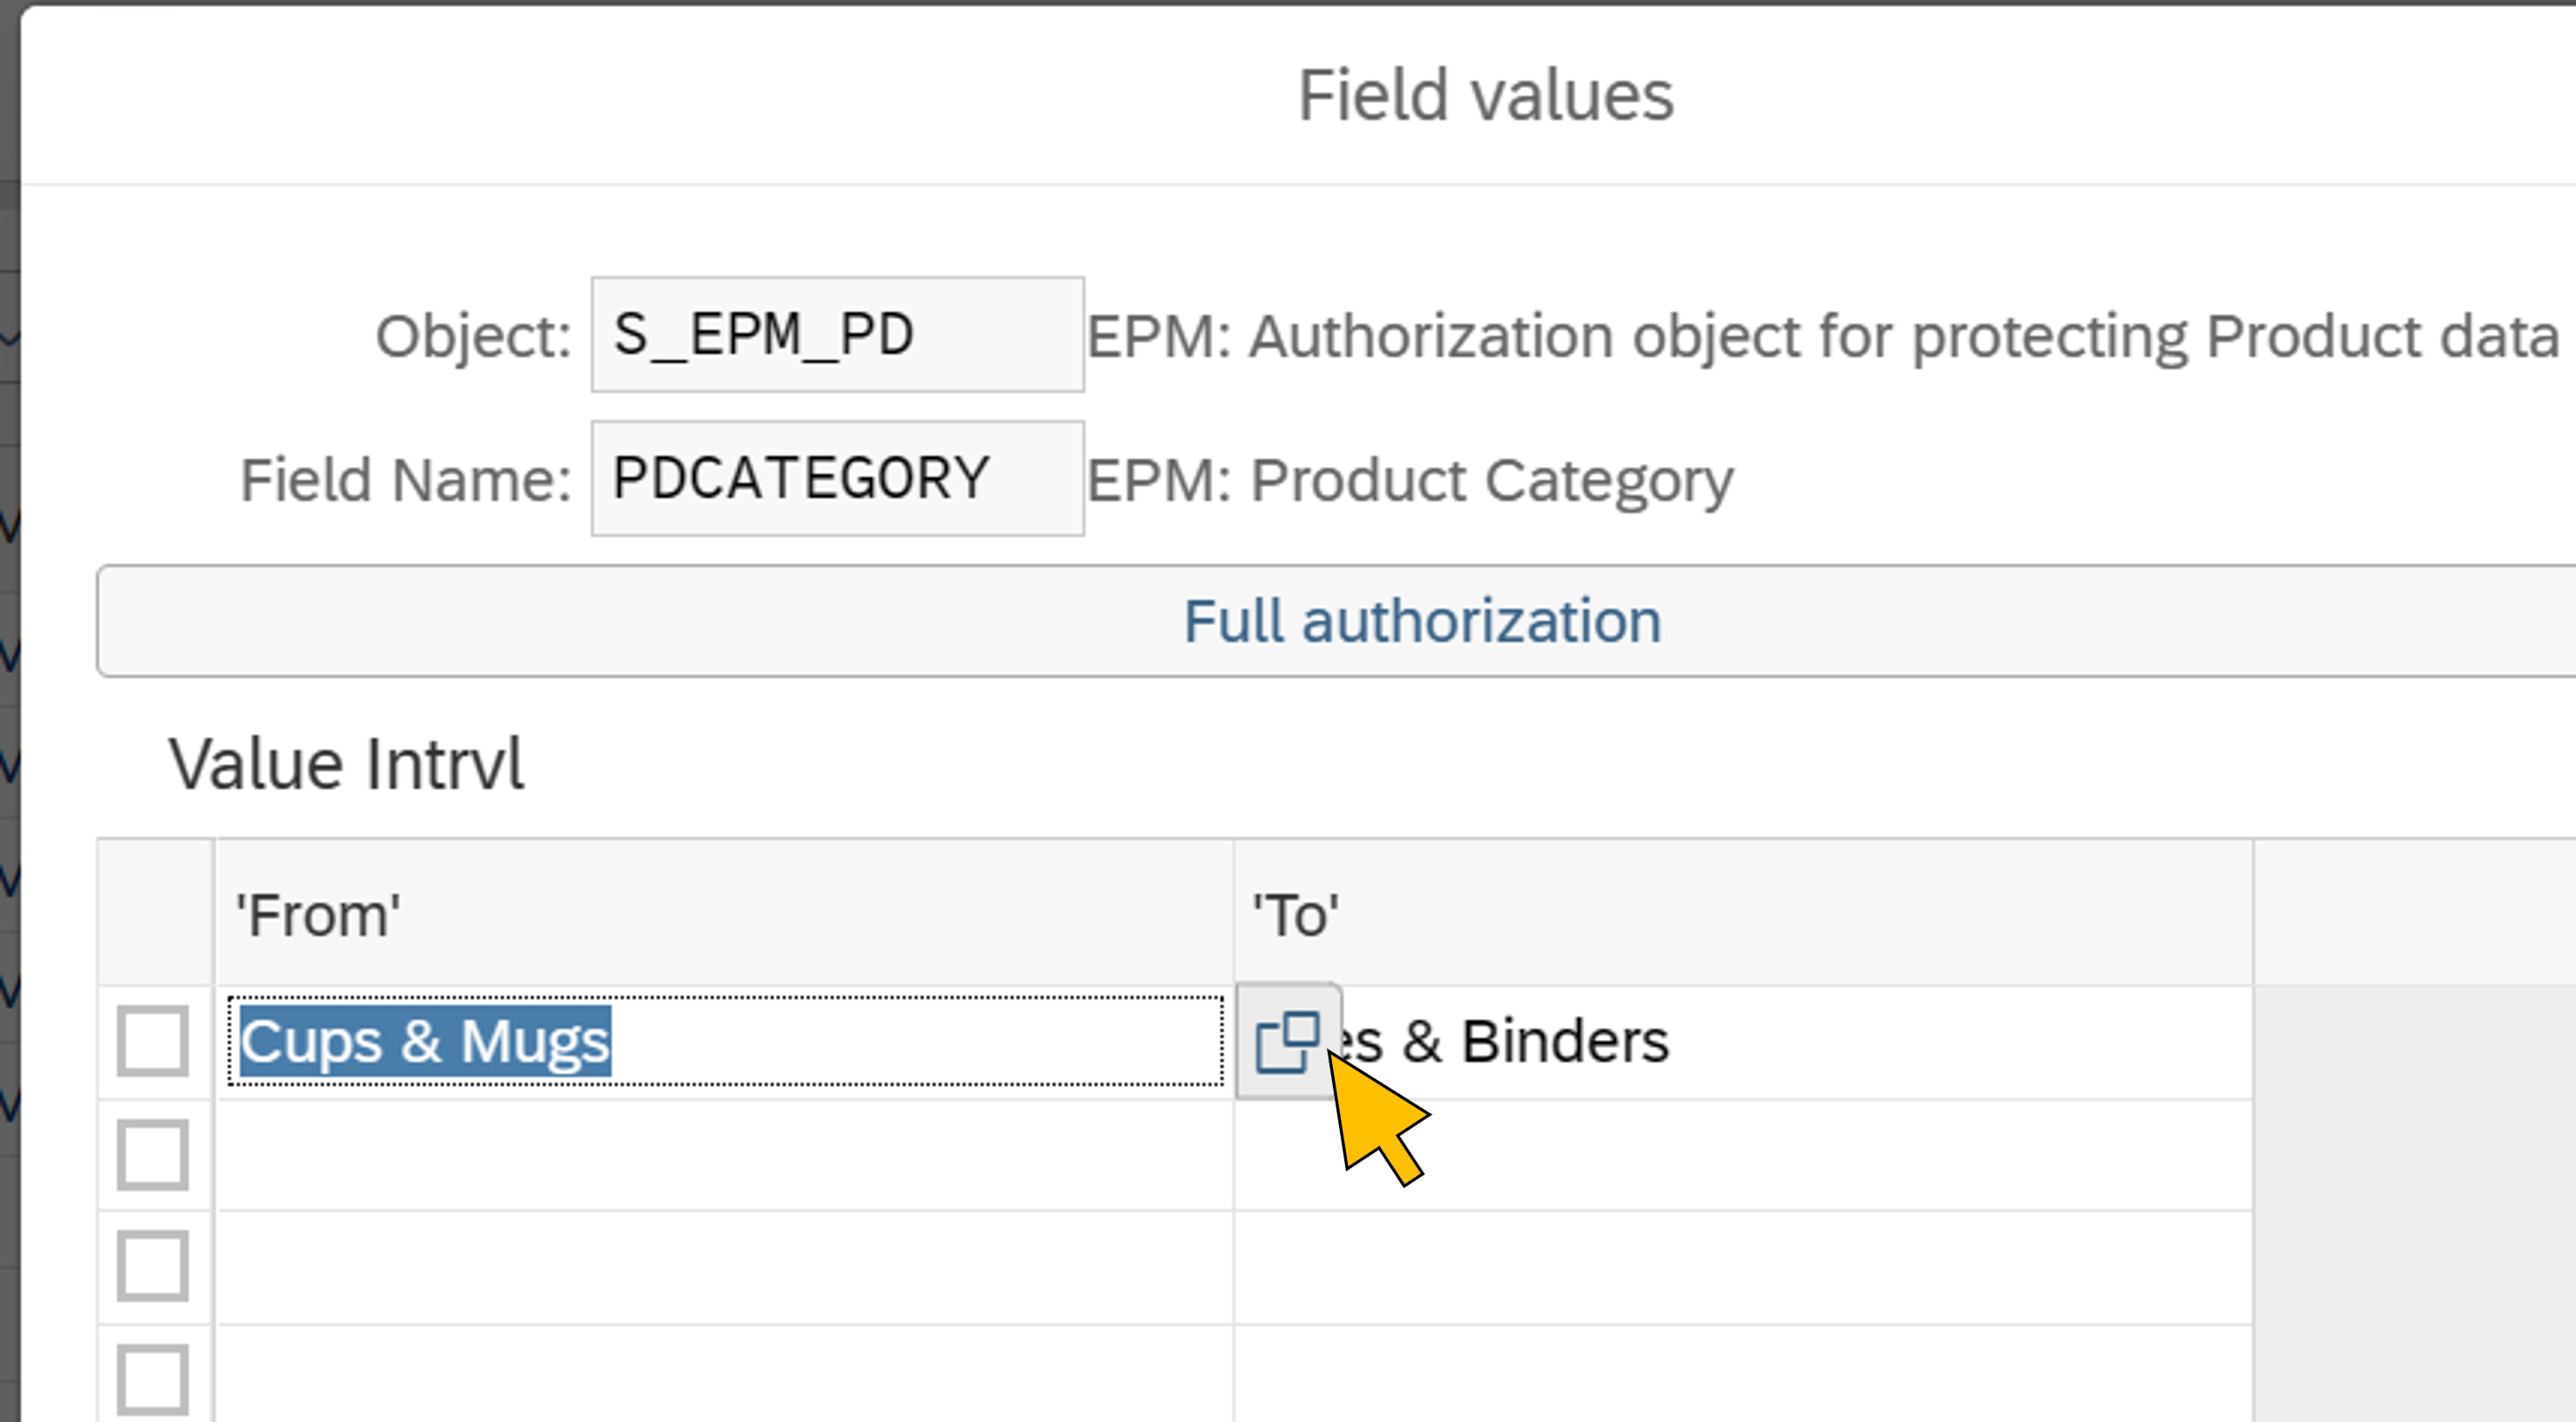 Field values
Object: S_EPM_PD EPM: Authorization object for protecting Product data
Field Name: PDCATEGORY EPM: Product Category
Full authorization
Value Intrvl
'From' 'To'
Cups & Mugs & Binders